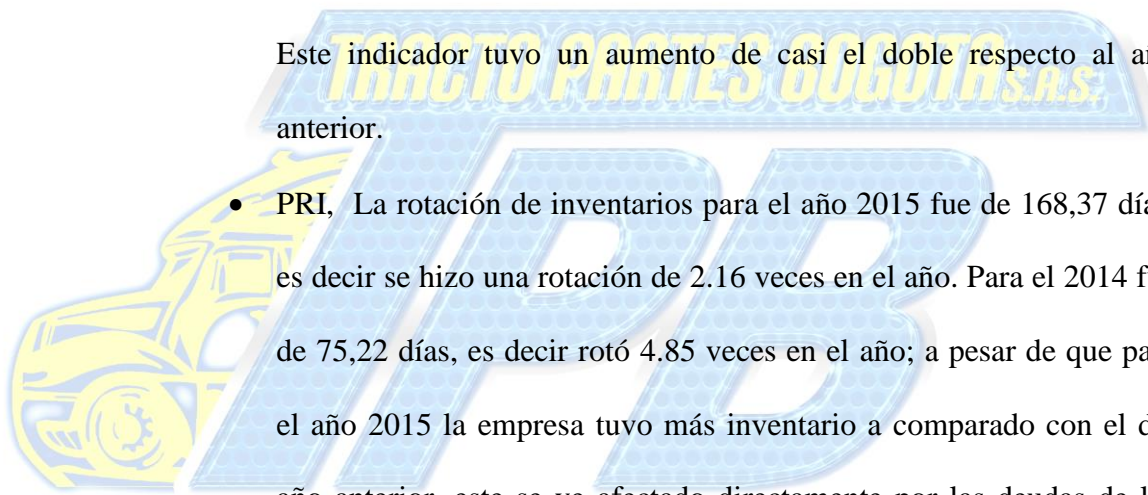 Este indicador tuvo un aumento de casi el doble respecto al
TRACTO PARTES BOGOTA S.A.S.
anterior.
• PRI, La rotación de inventarios para el año 2015 fue de 168,37
es decir se hizo una rotación de 2.16 veces en el año. Para el 2014
de 75,22 días, es decir rotó 4.85 veces en el año; a pesar de que
el año 2015 la empresa tuvo más inventario a comparado con el
TPB